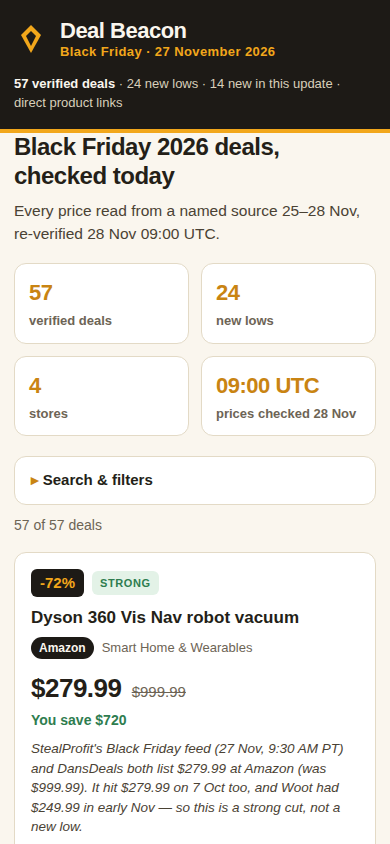 Deal Beacon
Black Friday · 27 November 2026
57 verified deals · 24 new lows · 14 new in this update ·
direct product links
Black Friday 2026 deals,
checked today
Every price read from a named source 25–28 Nov,
re-verified 28 Nov 09:00 UTC.
57
verified deals
24
new lows
4
stores
09:00 UTC
prices checked 28 Nov
▸ Search & filters
57 of 57 deals
-72% STRONG
Dyson 360 Vis Nav robot vacuum
Amazon Smart Home & Wearables
$279.99 $999.99
You save $720
StealProfit's Black Friday feed (27 Nov, 9:30 AM PT)
and DansDeals both list $279.99 at Amazon (was
$999.99). It hit $279.99 on 7 Oct too, and Woot had
$249.99 in early Nov — so this is a strong cut, not a
new low.